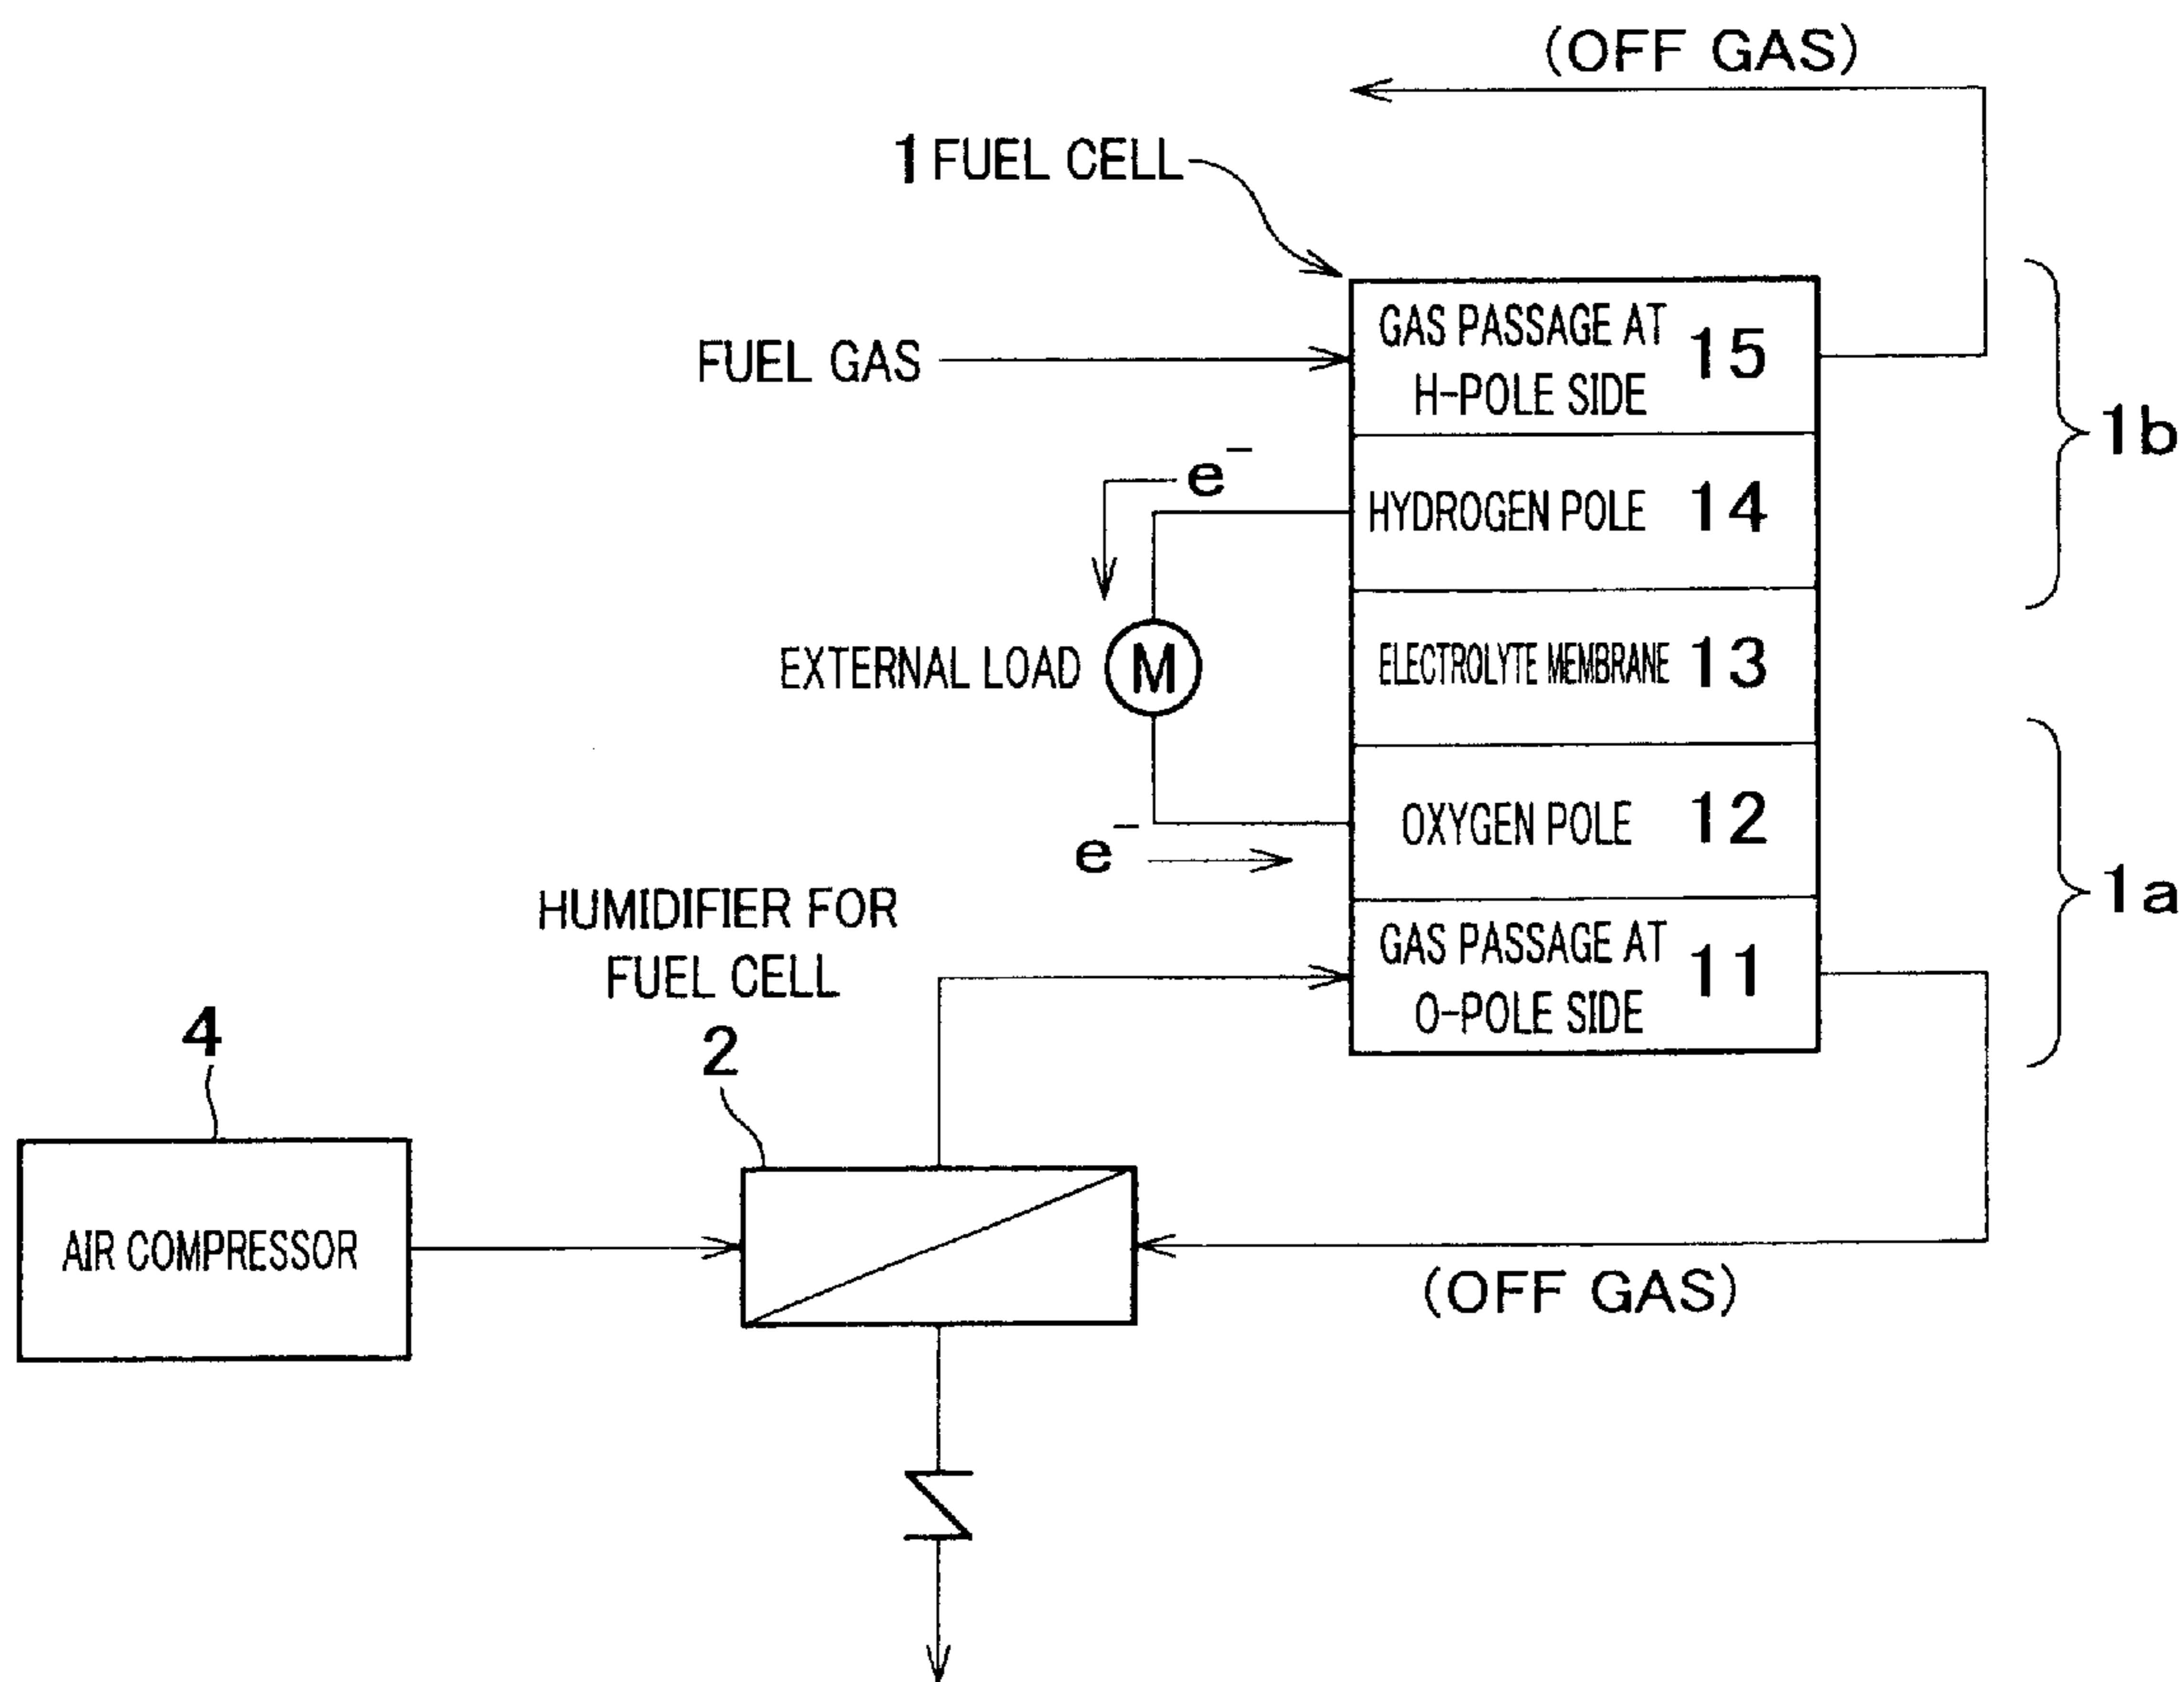 (OFF GAS)
1 FUEL CELL
GAS PASSAGE AT
H-POLE SIDE
15
FUEL GAS
1b
e⁻
HYDROGEN POLE 14
EXTERNAL LOAD
M
ELECTROLYTE MEMBRANE 13
OXYGEN POLE 12
e⁻
1a
HUMIDIFIER FOR
FUEL CELL
2
GAS PASSAGE AT
O-POLE SIDE
11
4
AIR COMPRESSOR
(OFF GAS)